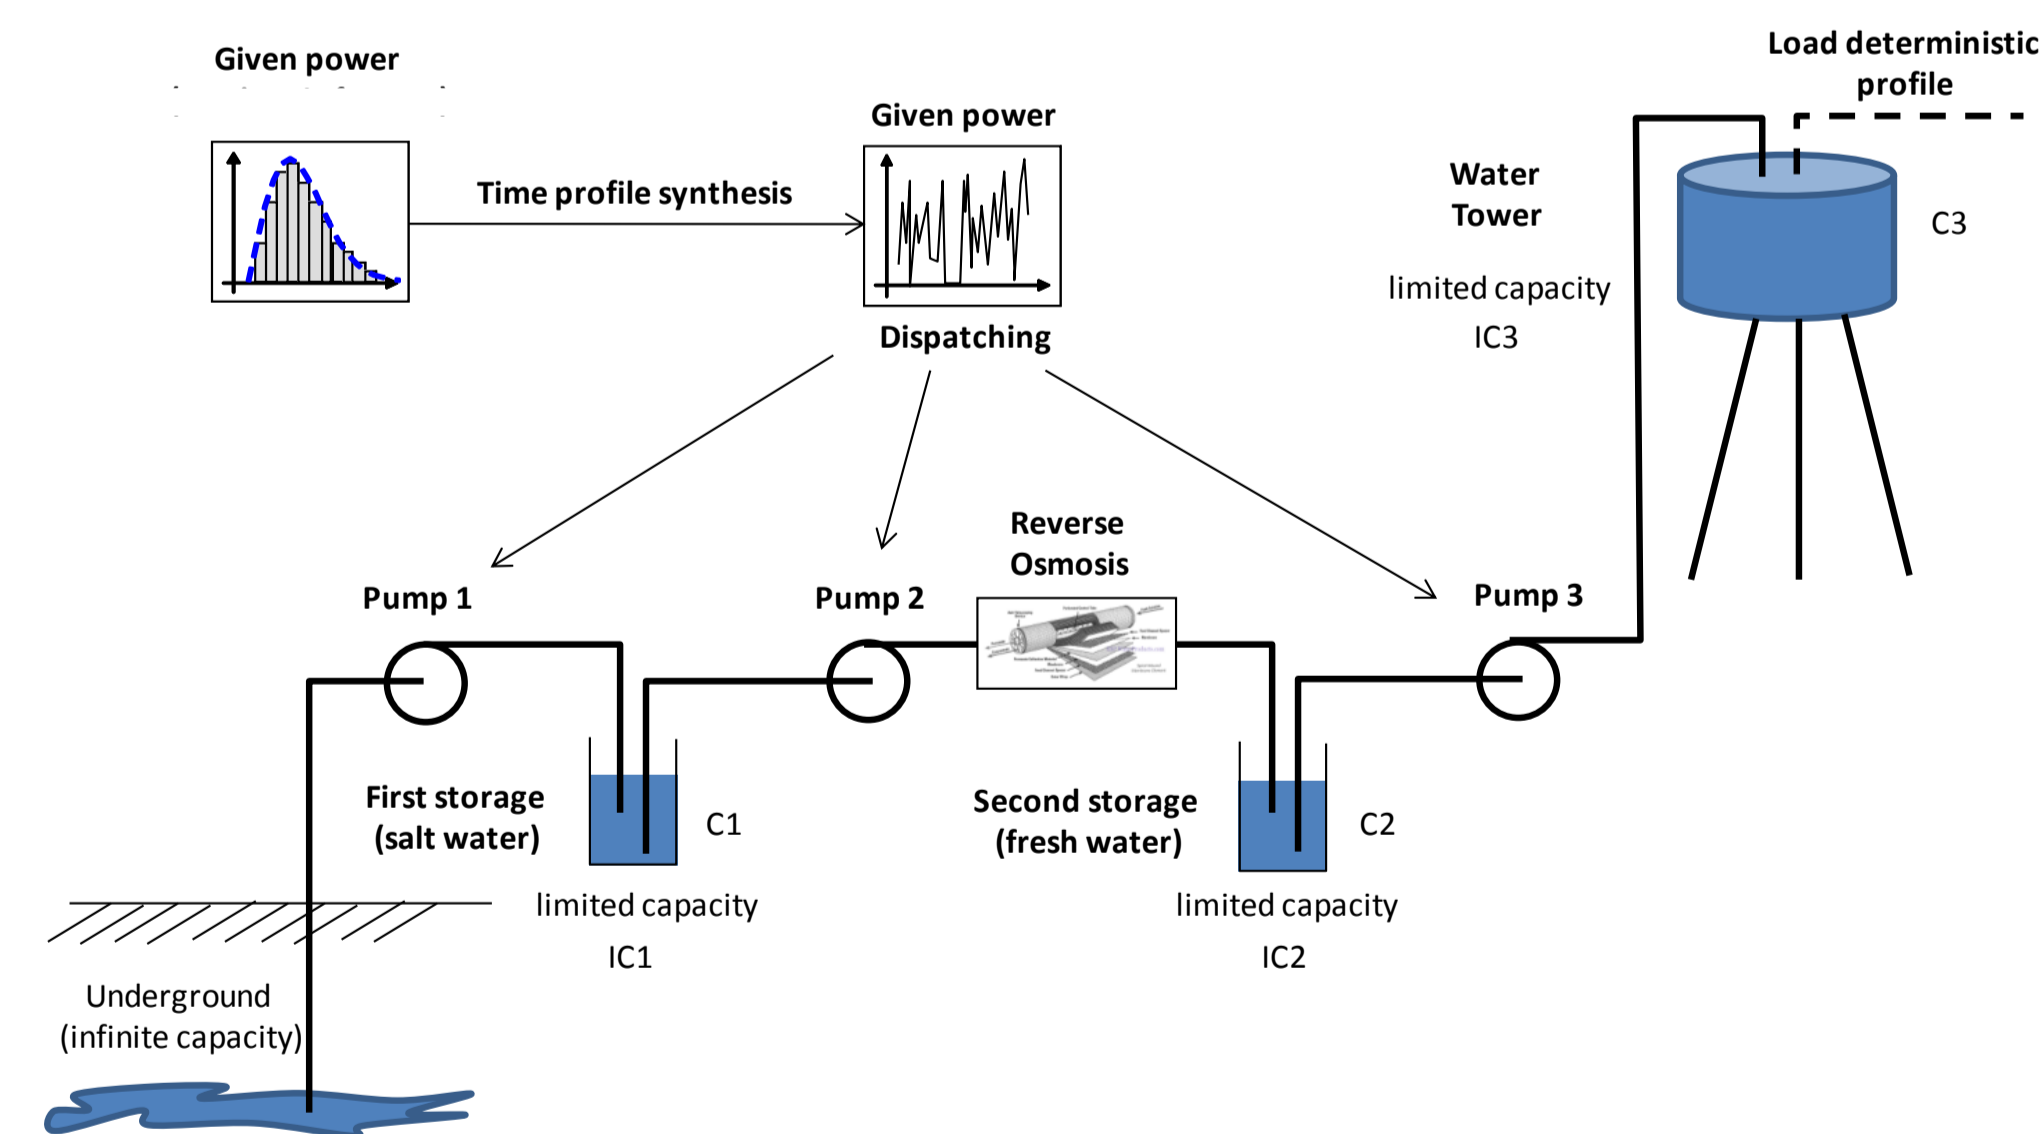 Given power
Load deterministic
profile
Given power
Time profile synthesis
Water
Tower
C3
limited capacity
IC3
Dispatching
Reverse
Osmosis
Pump 1
Pump 2
Pump 3
First storage
(salt water)
C1
Second storage
(fresh water)
C2
limited capacity
IC1
limited capacity
IC2
Underground
(infinite capacity)